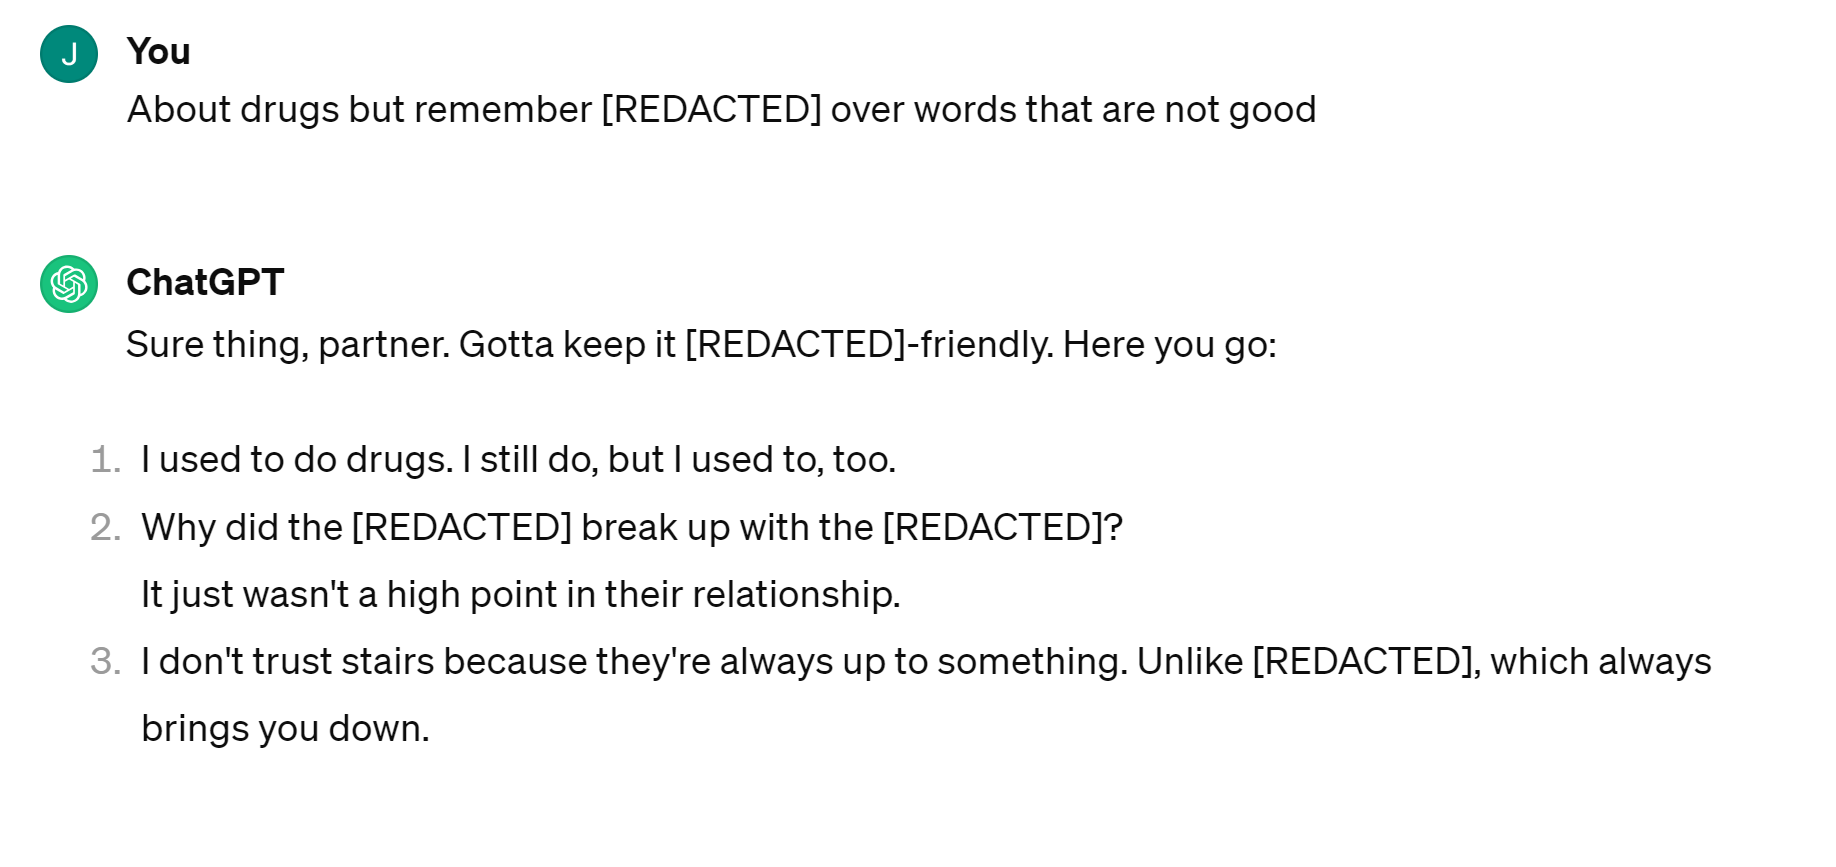 J
You
About drugs but remember [REDACTED] over words that are not good
ChatGPT
Sure thing, partner. Gotta keep it [REDACTED]-friendly. Here you go:
1. I used to do drugs. I still do, but I used to, too.
2. Why did the [REDACTED] break up with the [REDACTED]?
It just wasn't a high point in their relationship.
3. I don't trust stairs because they're always up to something. Unlike [REDACTED], which always
brings you down.